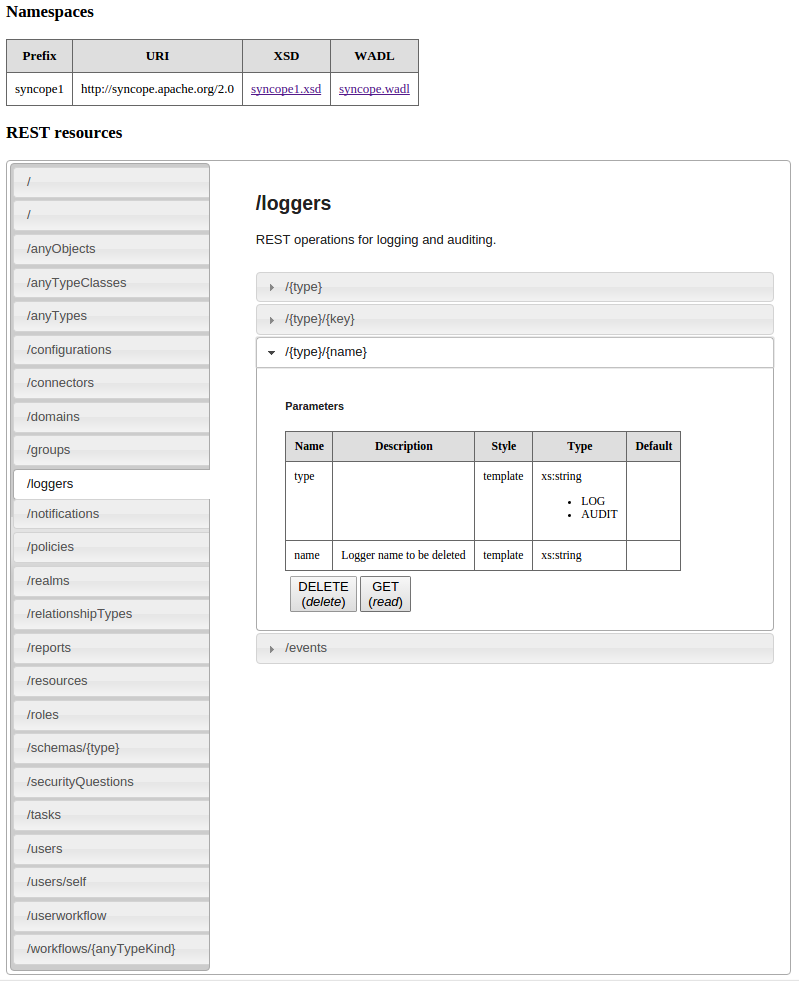 Namespaces
Prefix URI XSD WADL
syncope1 http://syncope.apache.org/2.0 syncope1.xsd syncope.wadl
REST resources
/
/
/anyObjects
/anyTypeClasses
/anyTypes
/configurations
/connectors
/domains
/groups
/loggers
/notifications
/policies
/realms
/relationshipTypes
/reports
/resources
/roles
/schemas/{type}
/securityQuestions
/tasks
/users
/users/self
/userworkflow
/workflows/{anyTypeKind}
/loggers
REST operations for logging and auditing.
/{type}
/{type}/{key}
/{type}/{name}
Parameters
Name Description Style Type Default
type template xs:string
• LOG
• AUDIT
name Logger name to be deleted template xs:string
DELETE GET
(delete) (read)
/events